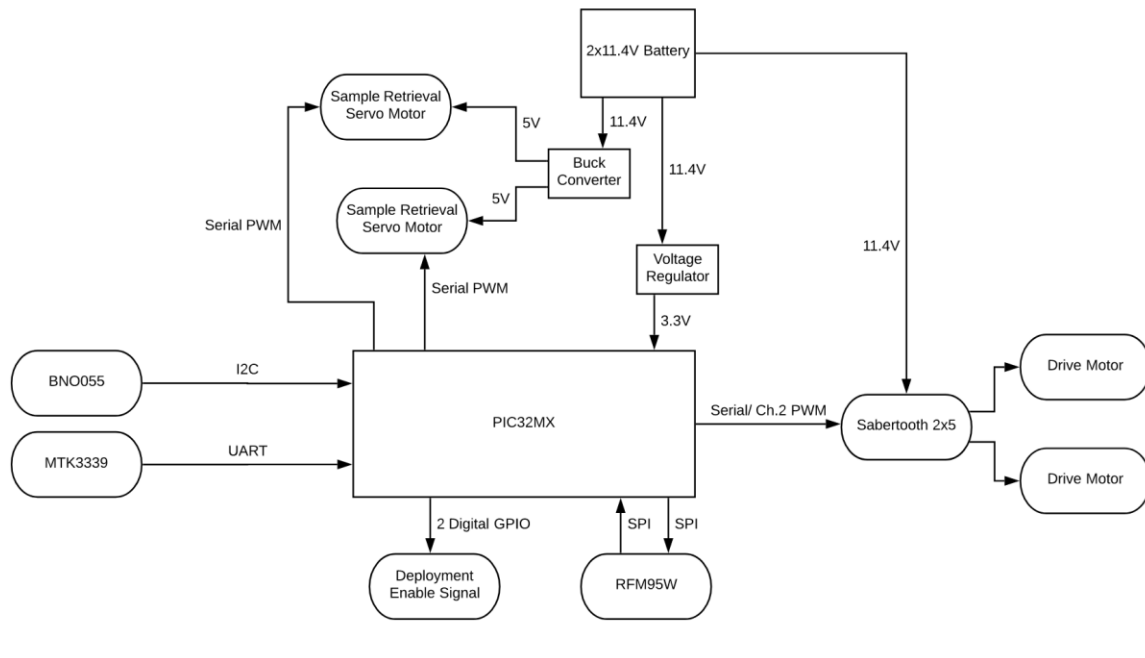 2x11.4V Battery
Sample Retrieval
Servo Motor
5V
11.4V
Buck
Converter
11.4V
Sample Retrieval
Servo Motor
5V
Serial PWM
11.4V
Voltage
Regulator
Serial PWM
3.3V
BNO055
I2C
PIC32MX
Serial/ Ch.2 PWM
Sabertooth 2x5
Drive Motor
MTK3339
UART
Drive Motor
2 Digital GPIO
SPI
SPI
Deployment
Enable Signal
RFM95W